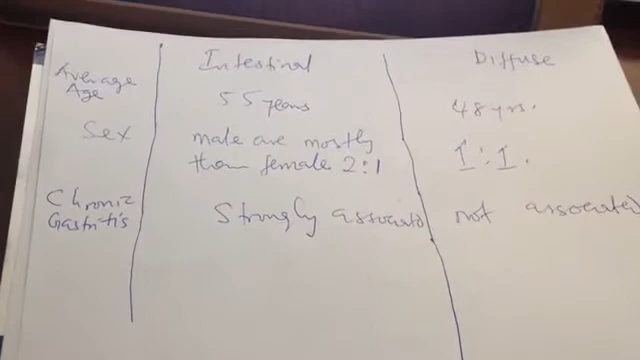 Intestinal Diffuse
Average
Age 55 years 48 yrs.
Sex male are mostly
than female 2:1 1:1.
Chronic
Gastritis Strongly associate not associated